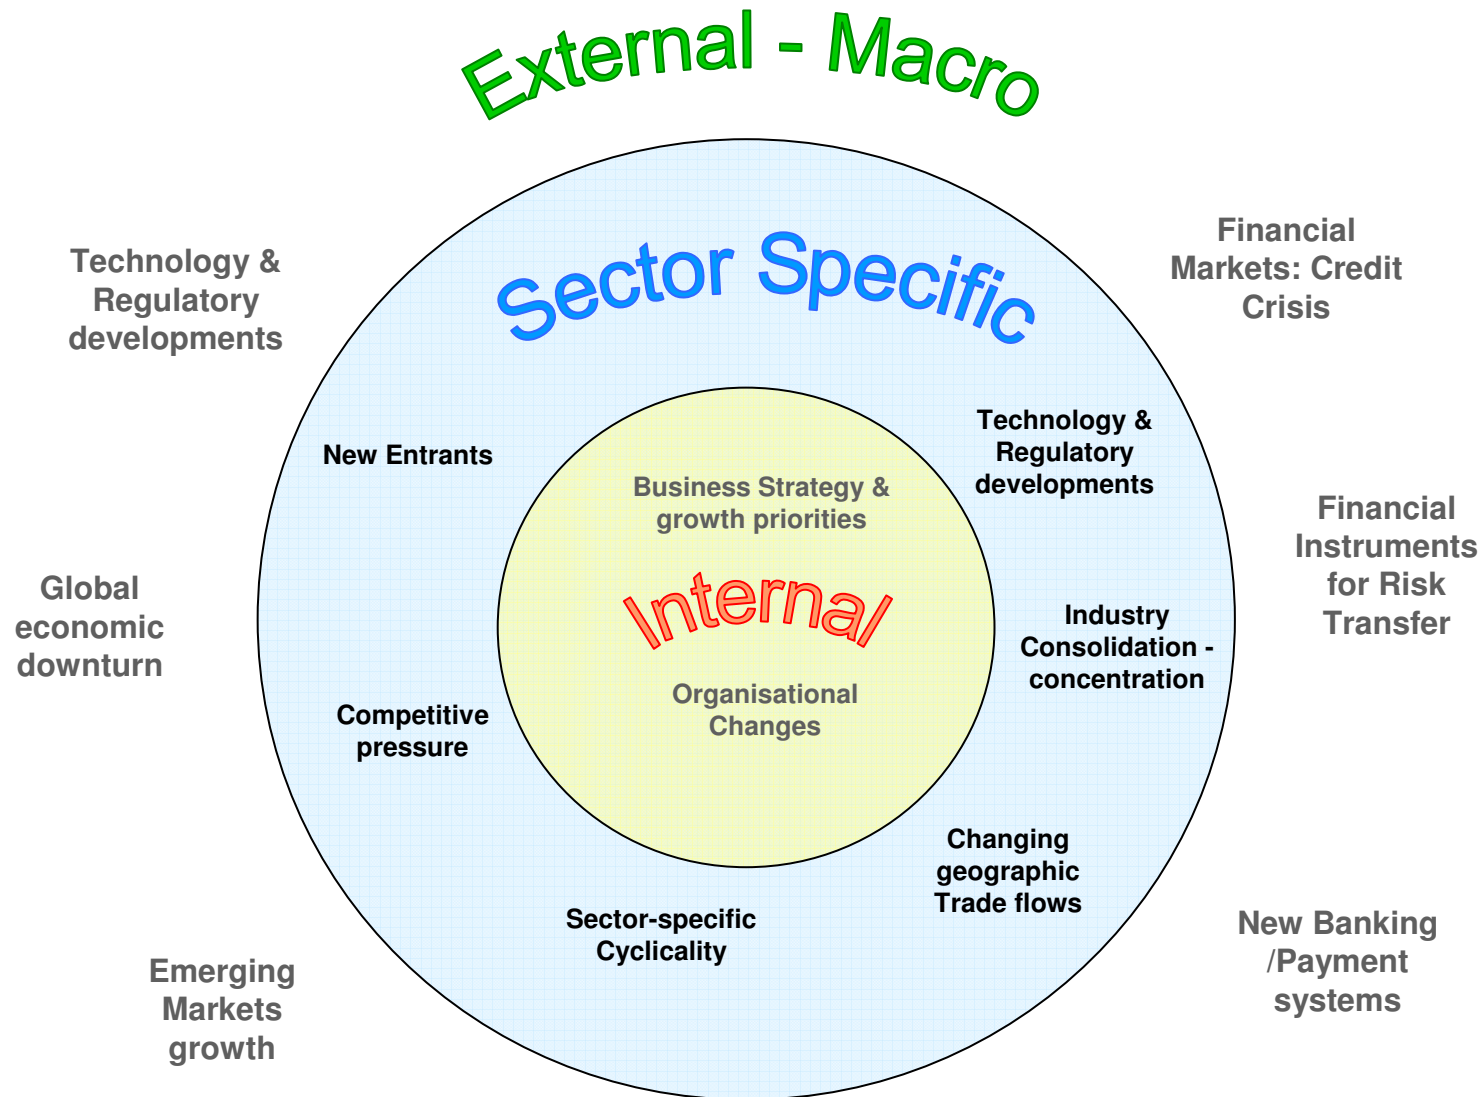 External - Macro
Technology &
Regulatory
developments
Financial
Markets: Credit
Crisis
Sector Specific
New Entrants
Technology &
Regulatory
developments
Business Strategy &
growth priorities
Internal
Organisational
Changes
Global
economic
downturn
Financial
Instruments
for Risk
Transfer
Industry
Consolidation -
concentration
Competitive
pressure
Changing
geographic
Trade flows
Sector-specific
Cyclicality
Emerging
Markets
growth
New Banking
/Payment
systems